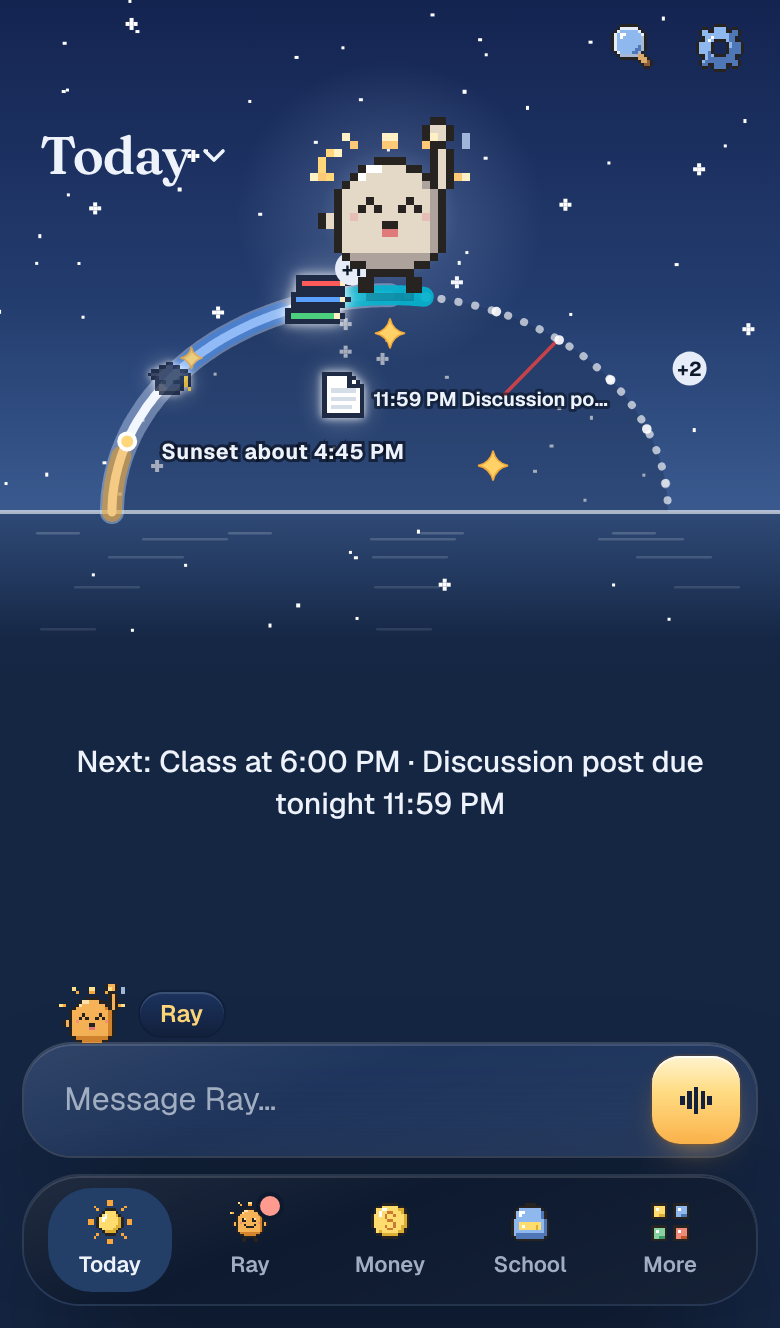 Today
+1
+2
11:59 PM Discussion po...
Sunset about 4:45 PM
Next: Class at 6:00 PM · Discussion post due
tonight 11:59 PM
Ray
Message Ray...
Today
Ray
Money
School
More